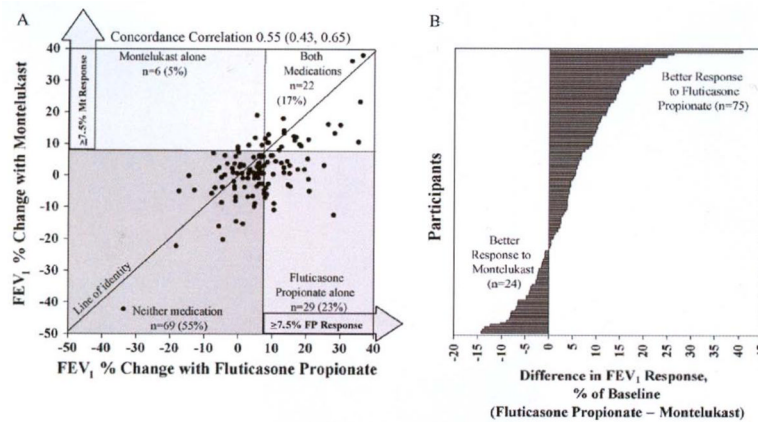 A
Concordance Correlation 0.55 (0.43, 0.65)
40
30
20
10
0
-10
-20
-30
-40
-50
FEV1 % Change with Montelukast
≥7.5% Mt Response
Montelukast alone
n=6 (5%)
Both
Medications
n=22
(17%)
Line of identity
Neither medication
n=69 (55%)
Fluticasone
Propionate alone
n=29 (23%)
≥7.5% FP Response
-50 -40 -30 -20 -10 0 10 20 30 40
FEV1 % Change with Fluticasone Propionate
B
Participants
Better Response
to Fluticasone
Propionate (n=75)
Better
Response to
Montelukast
(n=24)
-20 -15 -10 -5 0 5 10 15 20 25 30 35 40
Difference in FEV1 Response,
% of Baseline
(Fluticasone Propionate – Montelukast)